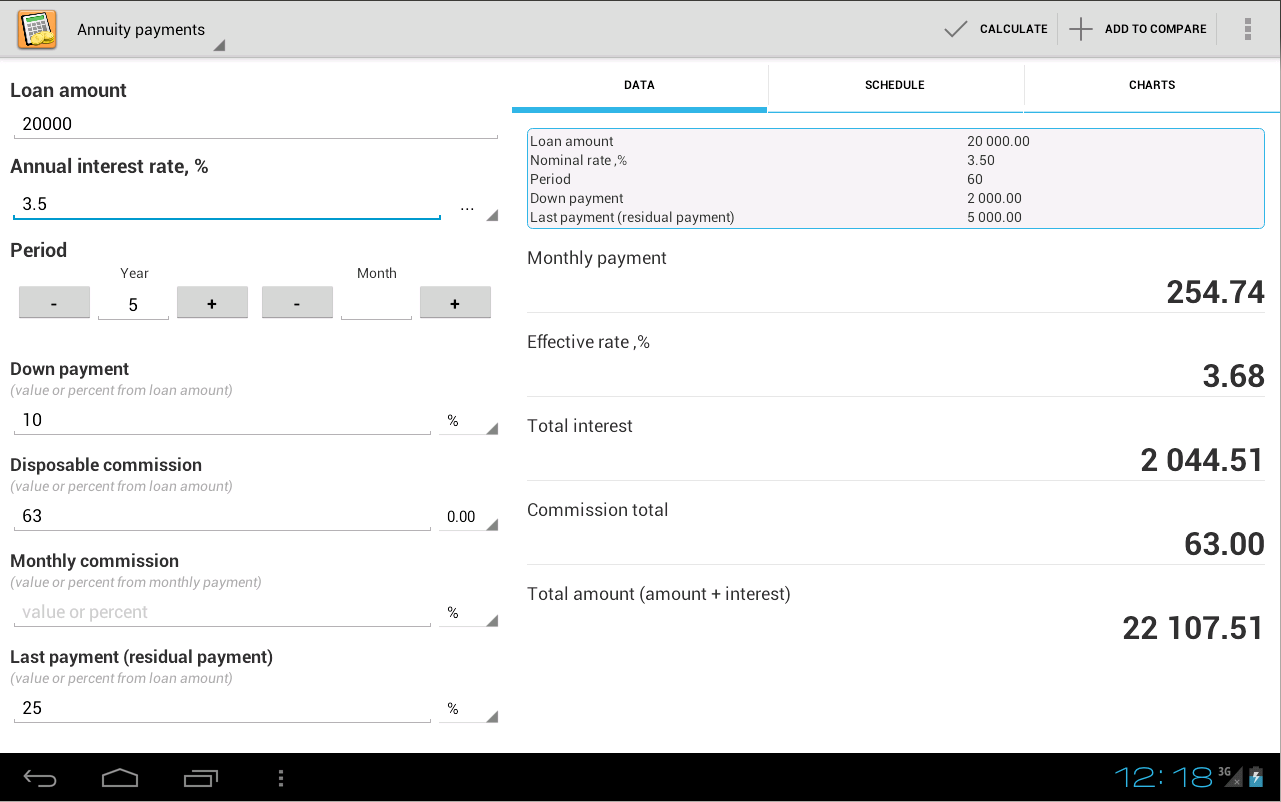 Annuity payments
CALCULATE
ADD TO COMPARE
Loan amount
20000
Annual interest rate, %
3.5
...
Period
Year
Month
-
5
+
-
+
Down payment
(value or percent from loan amount)
10
%
Disposable commission
(value or percent from loan amount)
63
0.00
Monthly commission
(value or percent from monthly payment)
value or percent
%
Last payment (residual payment)
(value or percent from loan amount)
25
%
DATA
SCHEDULE
CHARTS
Loan amount 20 000.00
Nominal rate ,% 3.50
Period 60
Down payment 2 000.00
Last payment (residual payment) 5 000.00
Monthly payment
254.74
Effective rate ,%
3.68
Total interest
2 044.51
Commission total
63.00
Total amount (amount + interest)
22 107.51
12:18
3G